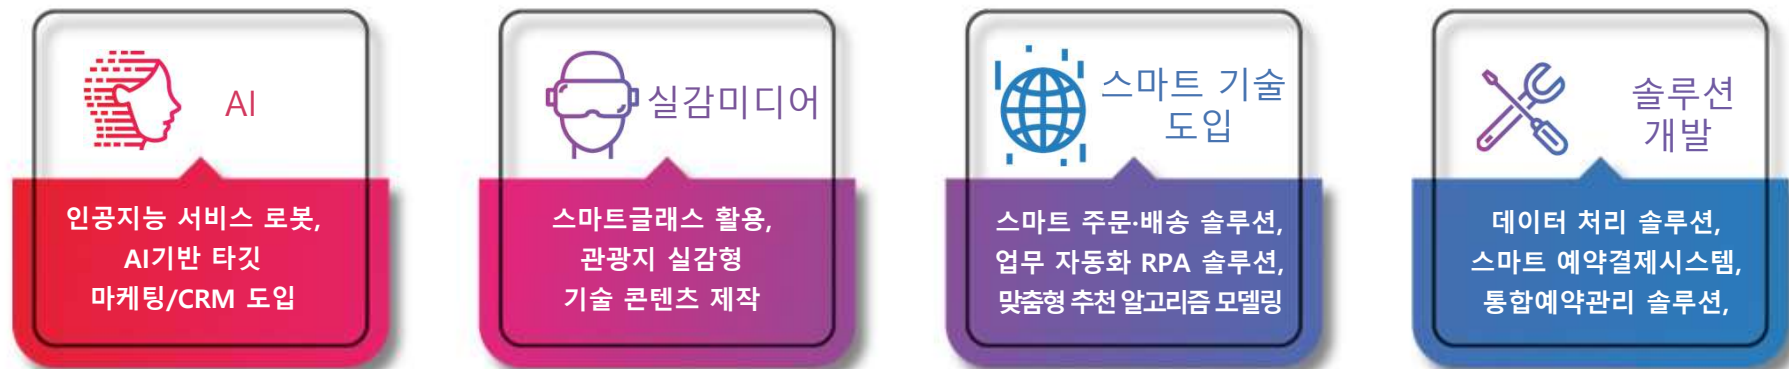 AI
인공지능 서비스 로봇,
AI기반 타깃
마케팅/CRM 도입
실감미디어
스마트글래스 활용,
관광지 실감형
기술 콘텐츠 제작
스마트 기술
도입
스마트 주문·배송 솔루션,
업무 자동화 RPA 솔루션,
맞춤형 추천 알고리즘 모델링
솔루션
개발
데이터 처리 솔루션,
스마트 예약결제시스템,
통합예약관리 솔루션,